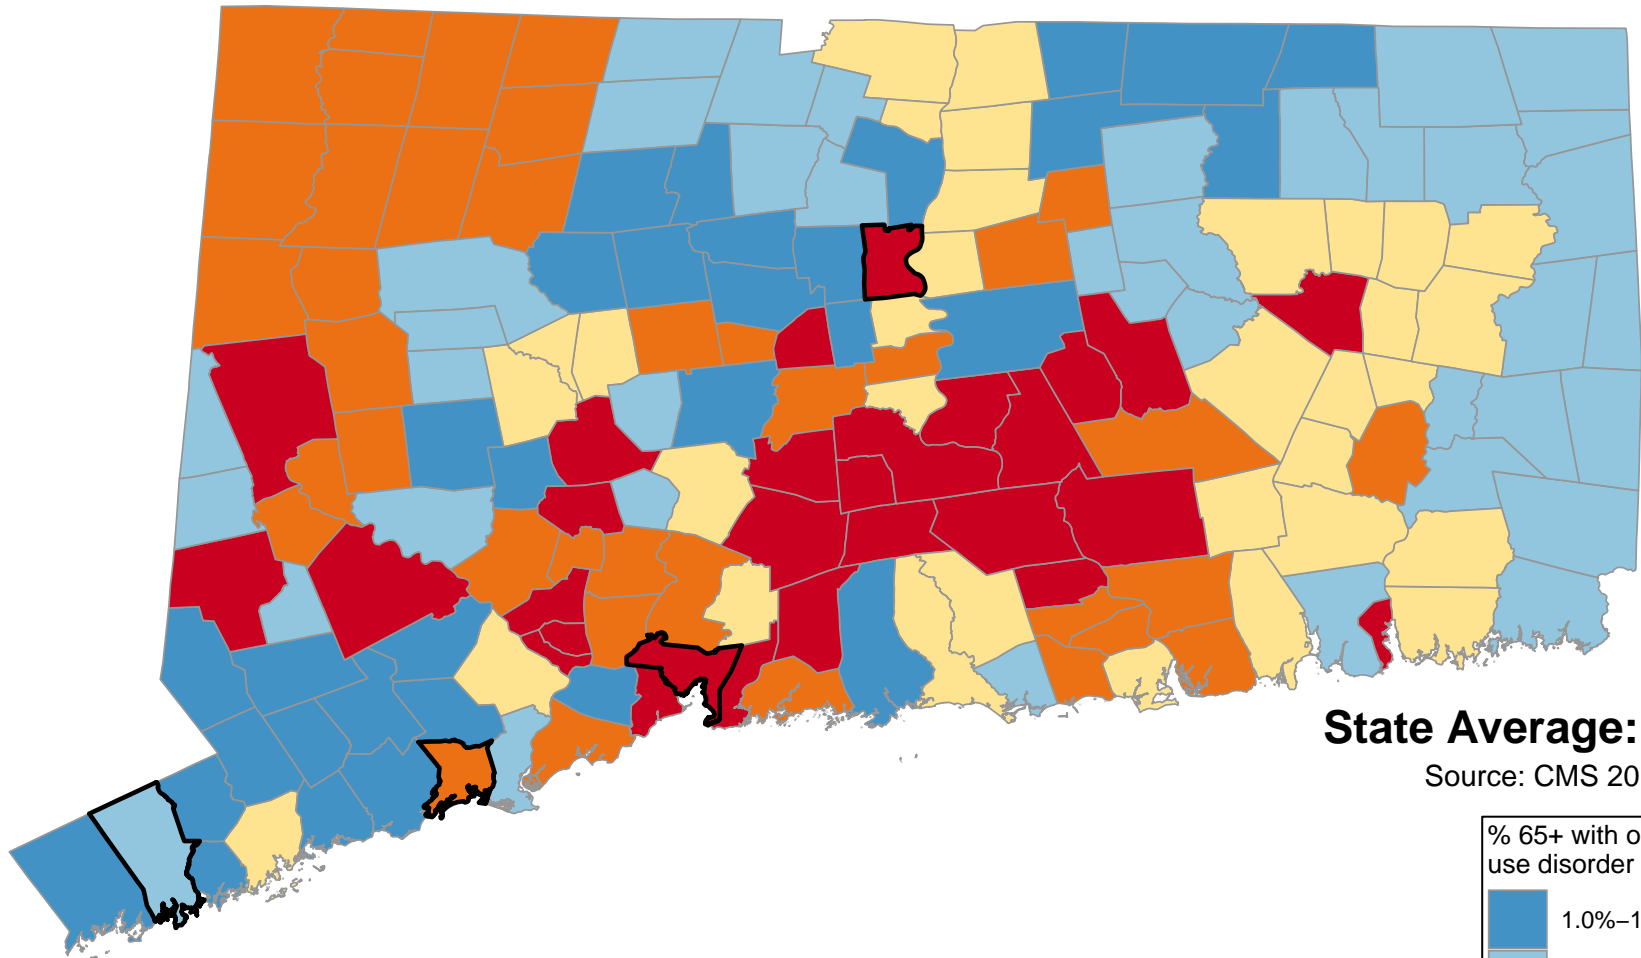 State Average:
Source: CMS 20
% 65+ with o
use disorder
1.0%–1